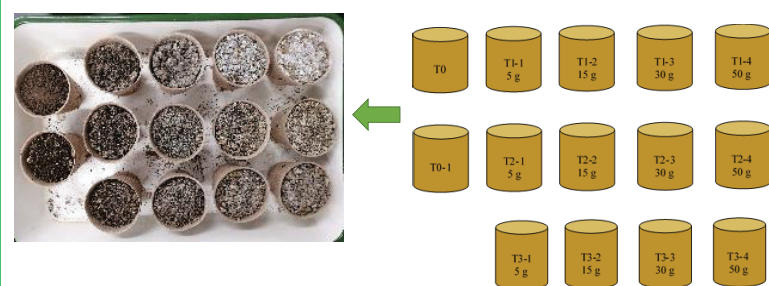 T0
T1-1
5 g
T1-2
15 g
T1-3
30 g
T1-4
50 g
T0-1
T2-1
5 g
T2-2
15 g
T2-3
30 g
T2-4
50 g
T3-1
5 g
T3-2
15 g
T3-3
30 g
T3-4
50 g